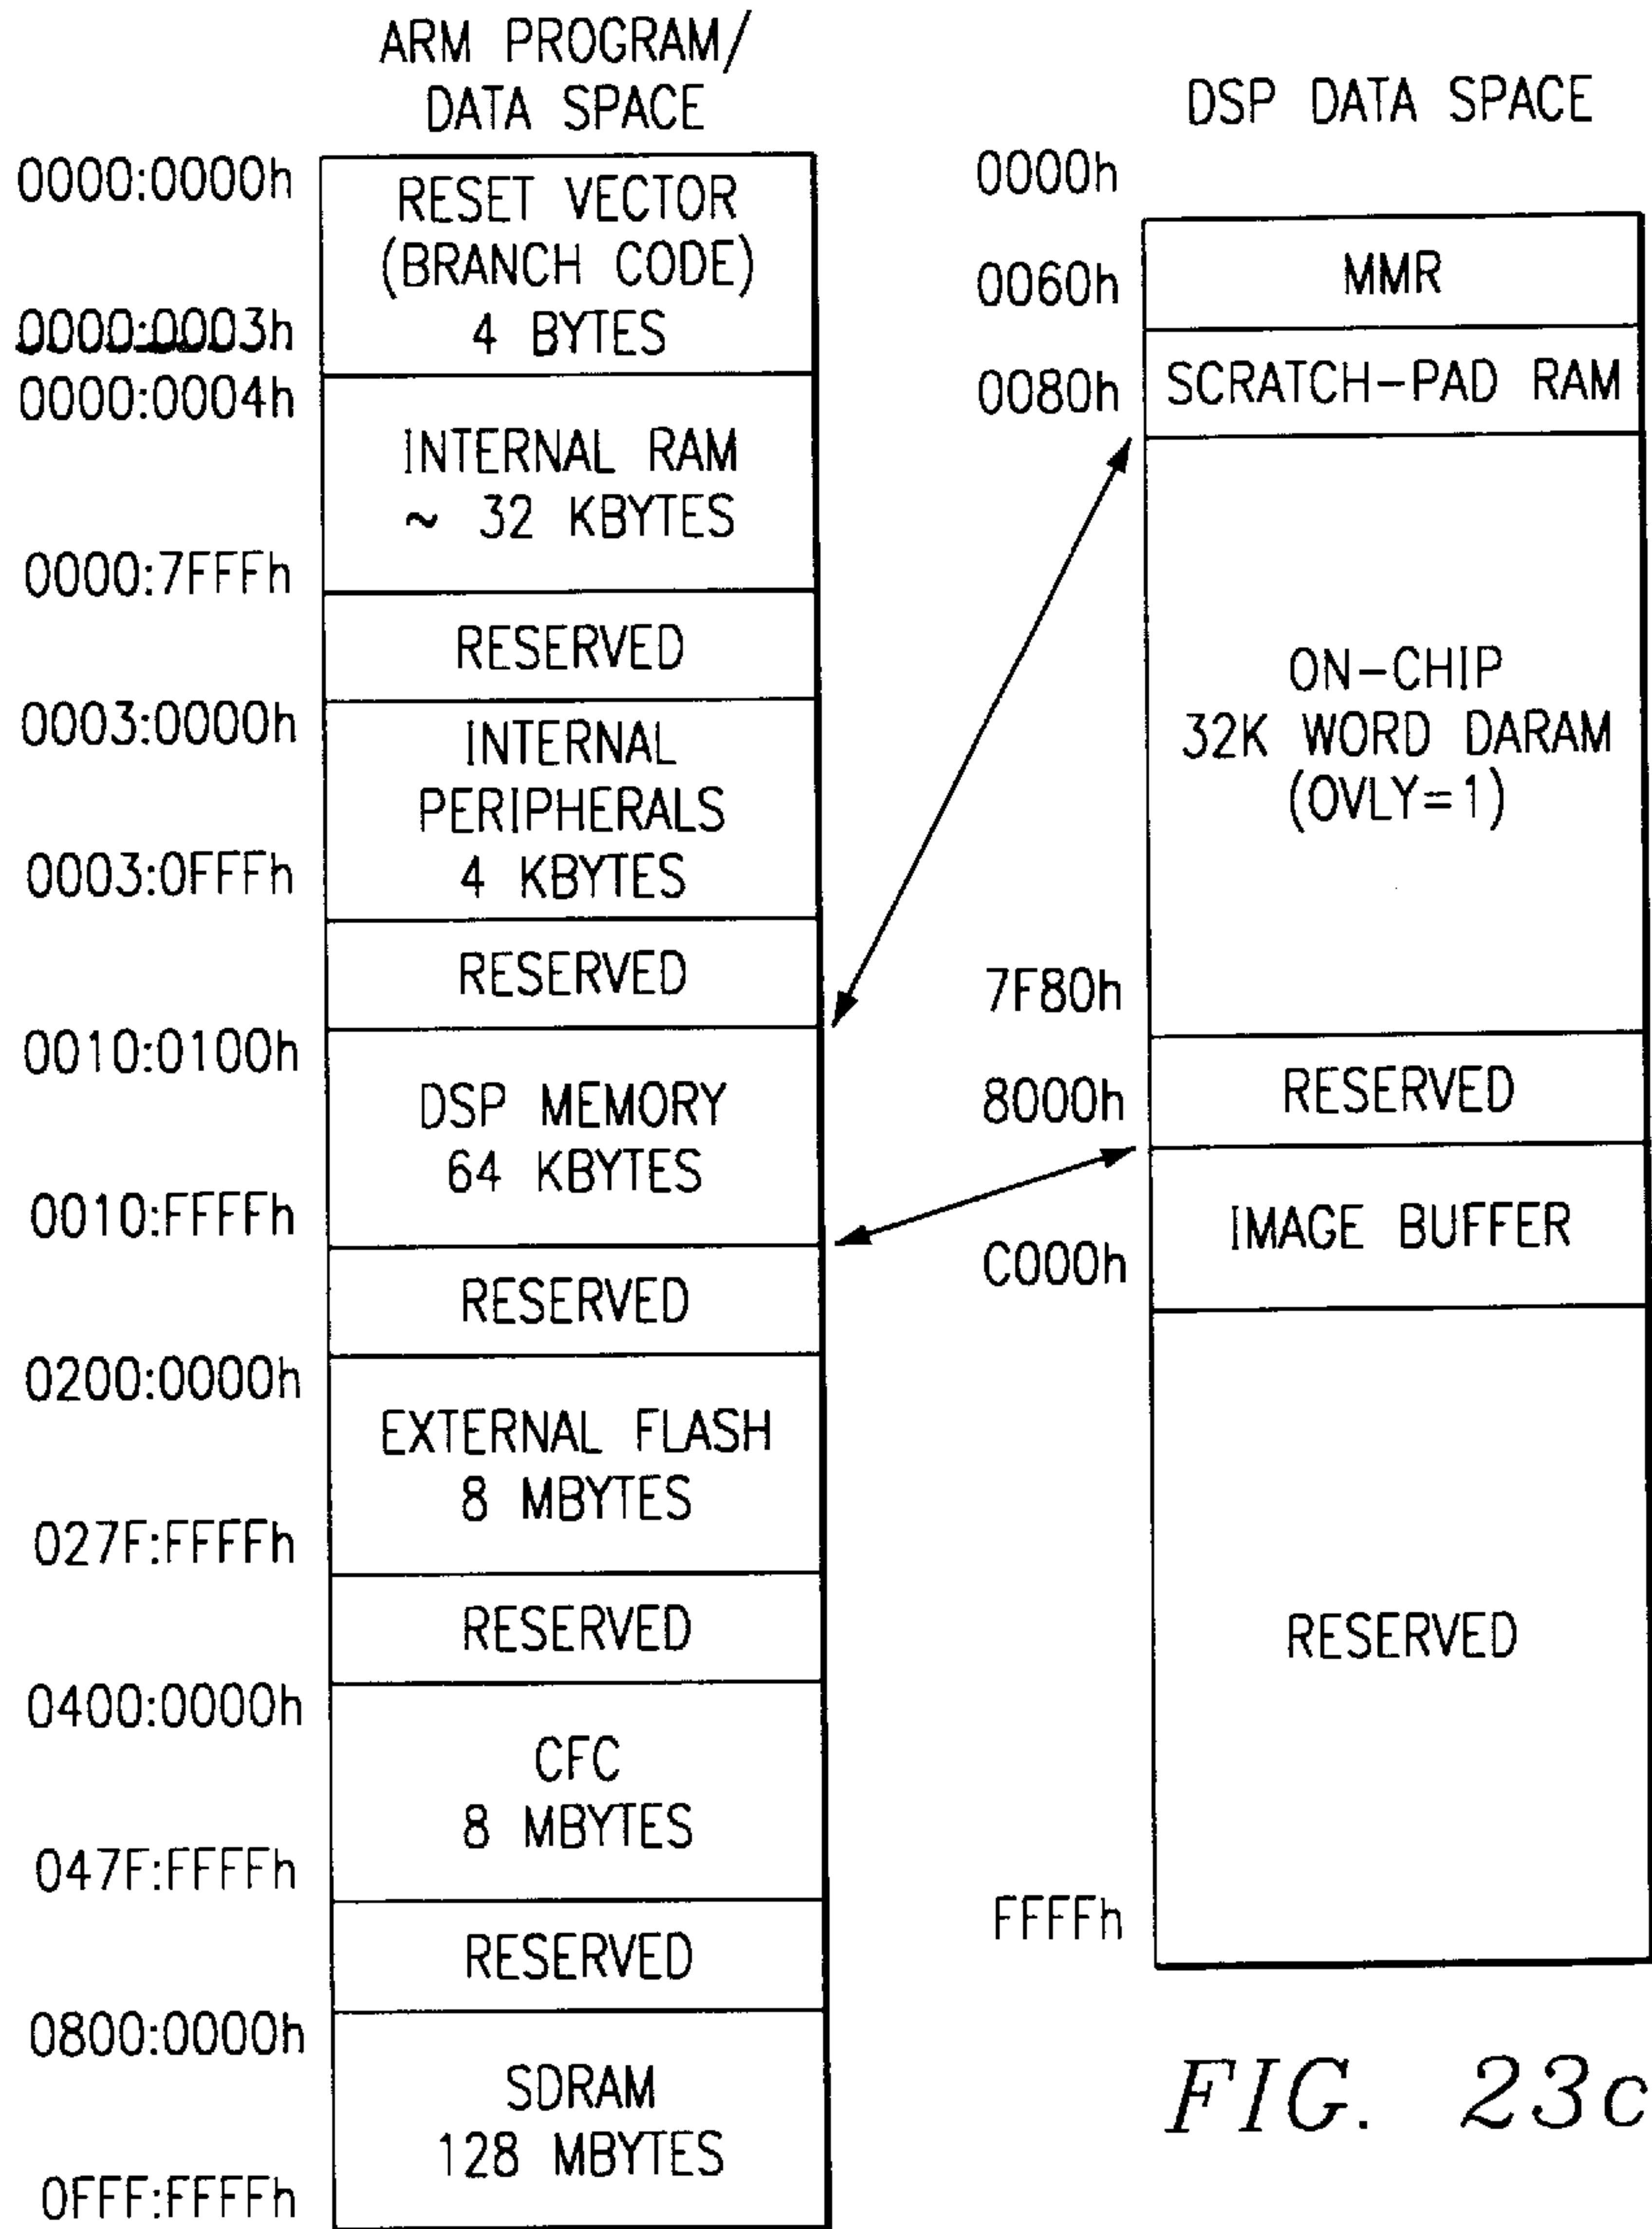 ARM PROGRAM/
DATA SPACE
0000:0000h
RESET VECTOR
(BRANCH CODE)
4 BYTES
0000:0003h
0000:0004h
INTERNAL RAM
~ 32 KBYTES
0000:7FFFh
RESERVED
0003:0000h
INTERNAL
PERIPHERALS
4 KBYTES
0003:0FFFh
RESERVED
0010:0100h
DSP MEMORY
64 KBYTES
0010:FFFFh
RESERVED
0200:0000h
EXTERNAL FLASH
8 MBYTES
027F:FFFFh
RESERVED
0400:0000h
CFC
8 MBYTES
047F:FFFFh
RESERVED
0800:0000h
SDRAM
128 MBYTES
0FFF:FFFFh
DSP DATA SPACE
0000h
MMR
0060h
SCRATCH-PAD RAM
0080h
ON-CHIP
32K WORD DARAM
(OVLY=1)
7F80h
RESERVED
8000h
IMAGE BUFFER
C000h
RESERVED
FFFFh
FIG. 23c